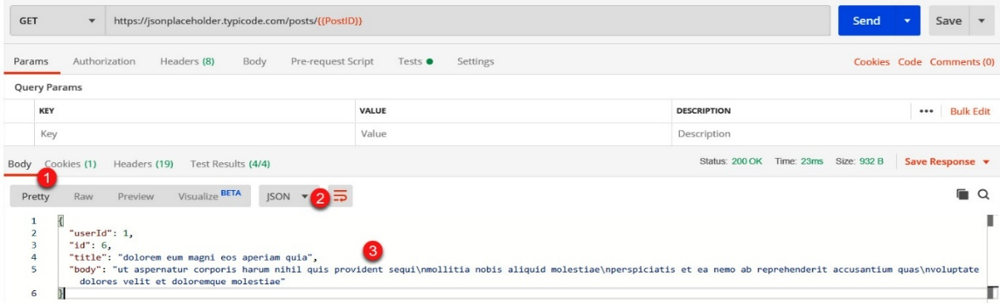 GET https://jsonplaceholder.typicode.com/posts/{{PostID}} Send Save
Params Authorization Headers (8) Body Pre-request Script Tests Settings Cookies Code Comments (0)
Query Params
KEY VALUE DESCRIPTION ••• Bulk Edit
Key Value Description
Body Cookies (1) Headers (19) Test Results (4/4) Status: 200 OK Time: 23ms Size: 932 B Save Response
1
Pretty Raw Preview Visualize BETA JSON 2
1 {
2 "userId": 1,
3 "id": 6,
4 "title": "dolorem eum magni eos aperiam quia", 3
5 "body": "ut aspernatur corporis harum nihil quis provident sequi\nmollitia nobis aliquid molestiae\nperspiciatis et ea nemo ab reprehenderit accusantium quas\nvoluptate
dolores velit et doloremque molestiae"
6 }